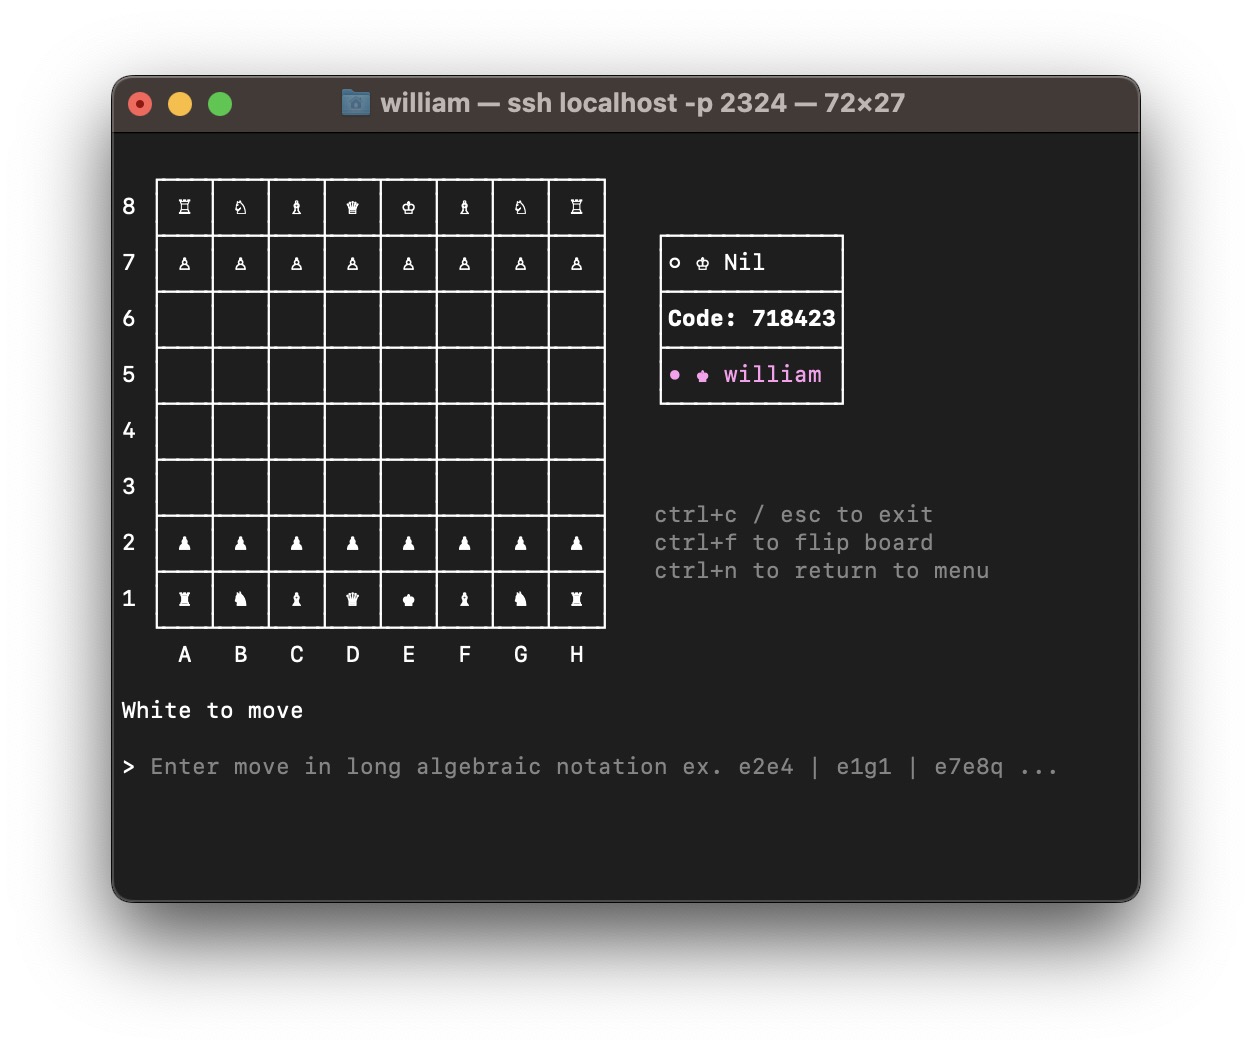 william — ssh localhost -p 2324 — 72×27
8 ♖ ♘ ♗ ♕ ♔ ♗ ♘ ♖
7 ♙ ♙ ♙ ♙ ♙ ♙ ♙ ♙
○ ♔ Nil
6
Code: 718423
5
● ♚ william
4
3
ctrl+c / esc to exit
2 ♟ ♟ ♟ ♟ ♟ ♟ ♟ ♟
ctrl+f to flip board
ctrl+n to return to menu
1 ♜ ♞ ♝ ♛ ♚ ♝ ♞ ♜
A B C D E F G H
White to move
> Enter move in long algebraic notation ex. e2e4 | e1g1 | e7e8q ...